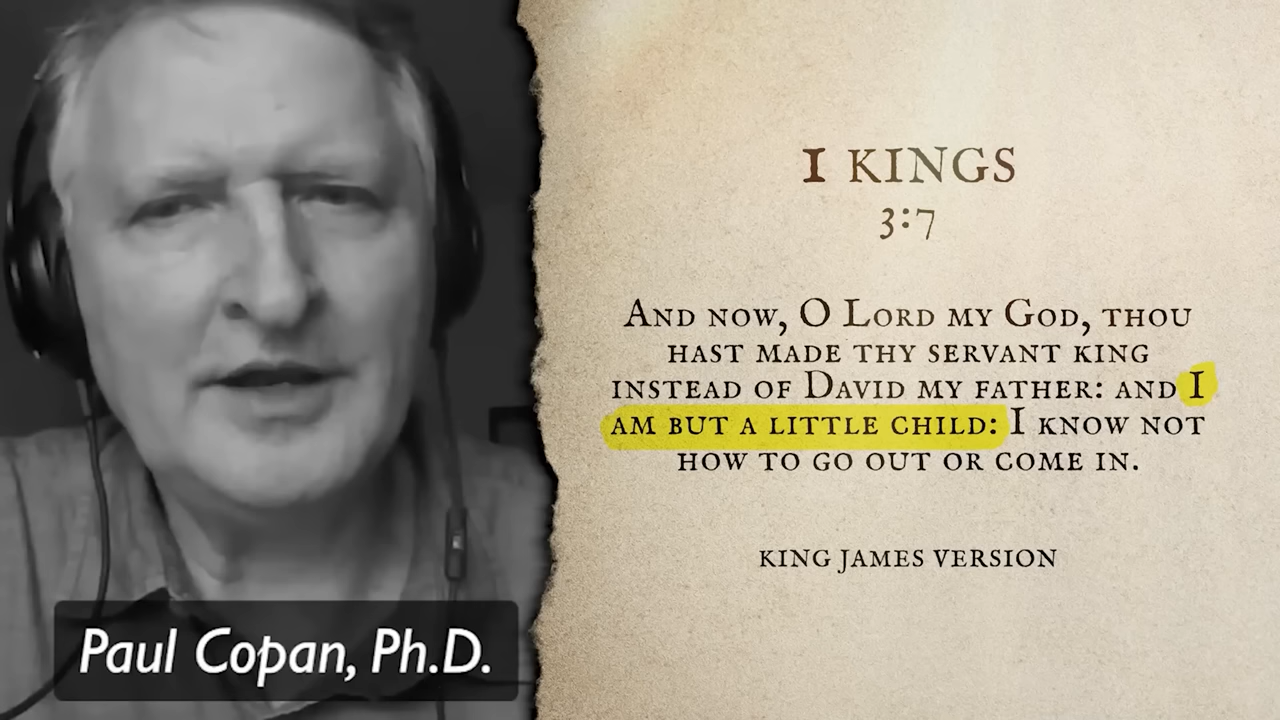 1 KINGS
3:7
AND NOW, O LORD MY GOD, THOU
HAST MADE THY SERVANT KING
INSTEAD OF DAVID MY FATHER: AND I
AM BUT A LITTLE CHILD: I KNOW NOT
HOW TO GO OUT OR COME IN.
KING JAMES VERSION
Paul Copan, Ph.D.